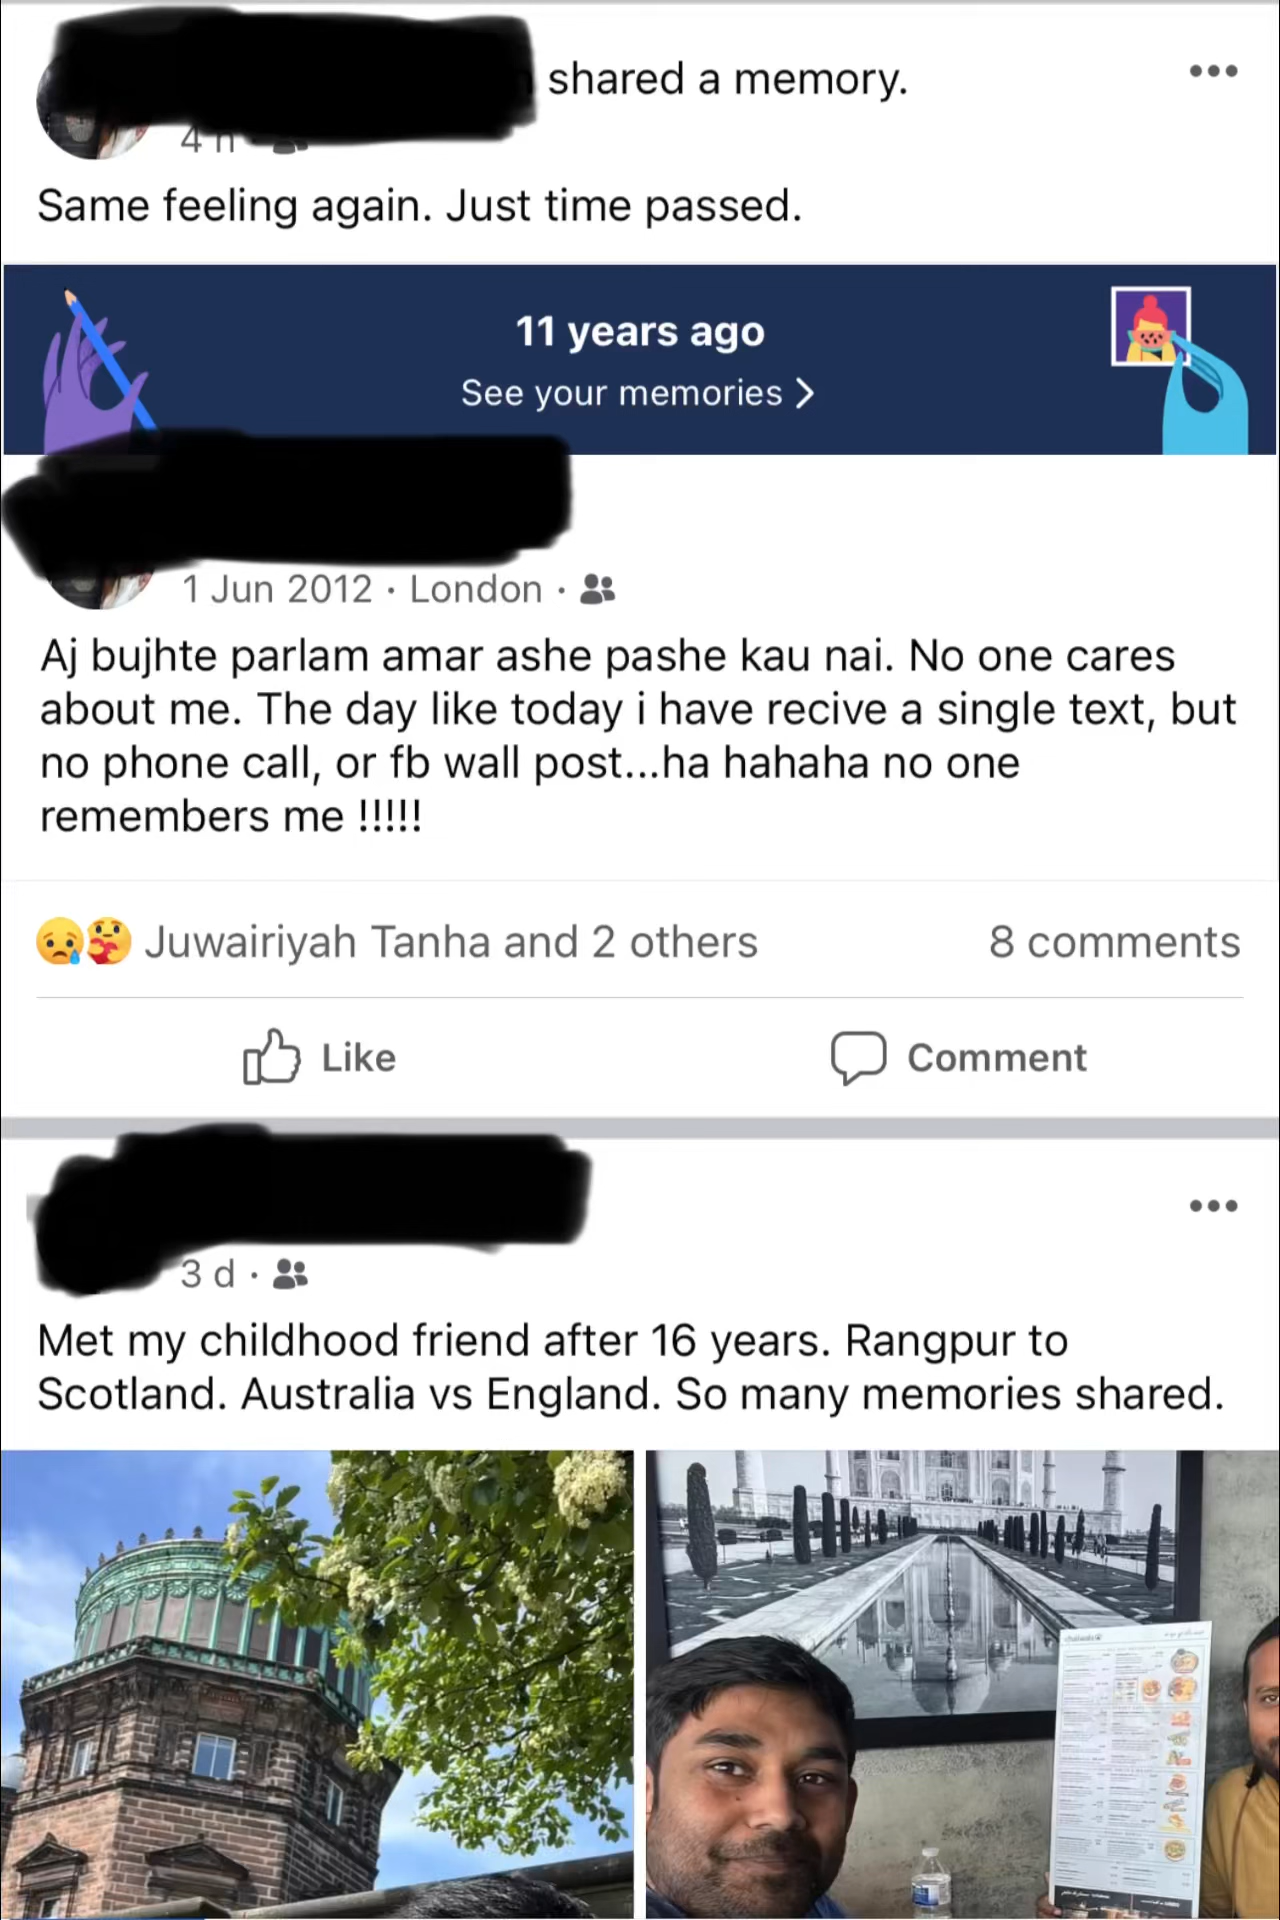 shared a memory.
4 h
Same feeling again. Just time passed.
11 years ago
See your memories
1 Jun 2012 · London ·
Aj bujhte parlam amar ashe pashe kau nai. No one cares
about me. The day like today i have recive a single text, but
no phone call, or fb wall post...ha hahaha no one
remembers me !!!!!
Juwairiyah Tanha and 2 others
8 comments
Like
Comment
3 d ·
Met my childhood friend after 16 years. Rangpur to
Scotland. Australia vs England. So many memories shared.